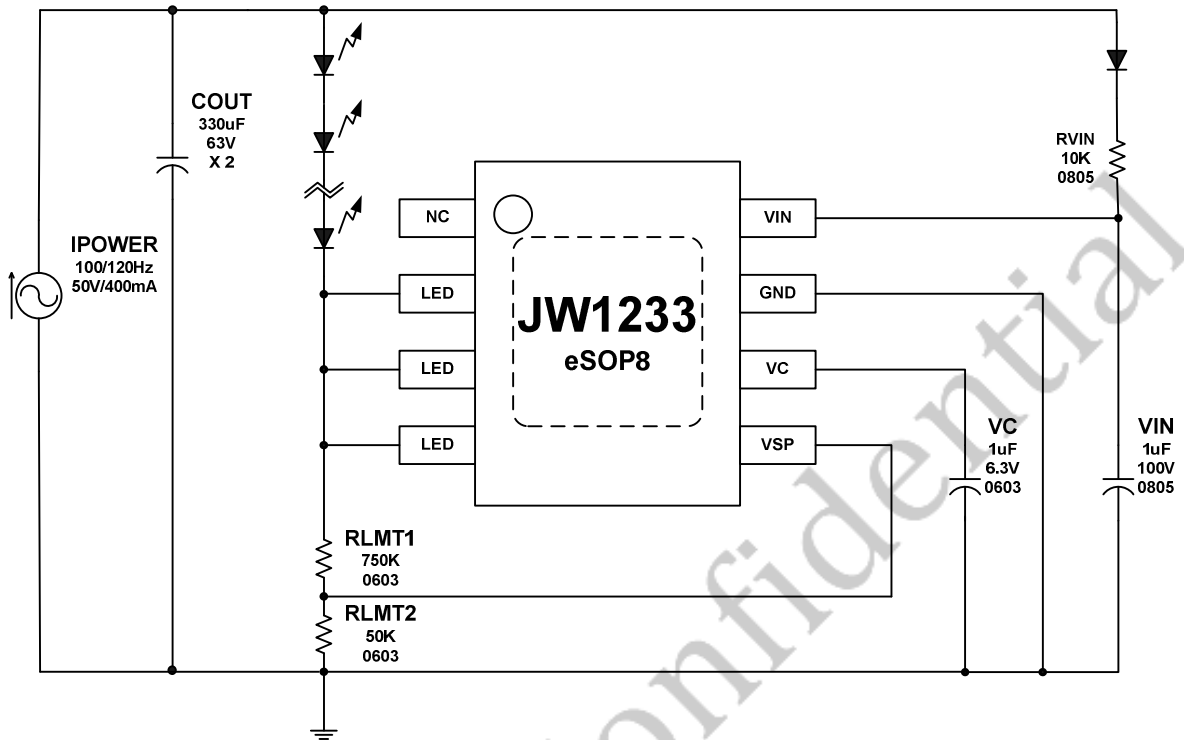 COUT
330uF
63V
X 2
IPOWER
100/120Hz
50V/400mA
RVIN
10K
0805
NC
LED
LED
LED
JW1233
eSOP8
VIN
GND
VC
VSP
VC
1uF
6.3V
0603
VIN
1uF
100V
0805
RLMT1
750K
0603
RLMT2
50K
0603
onfidential